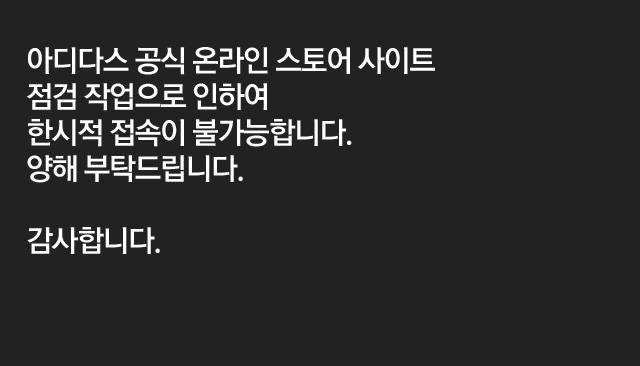 아디다스 공식 온라인 스토어 사이트
점검 작업으로 인하여
한시적 접속이 불가능합니다.
양해 부탁드립니다.
감사합니다.